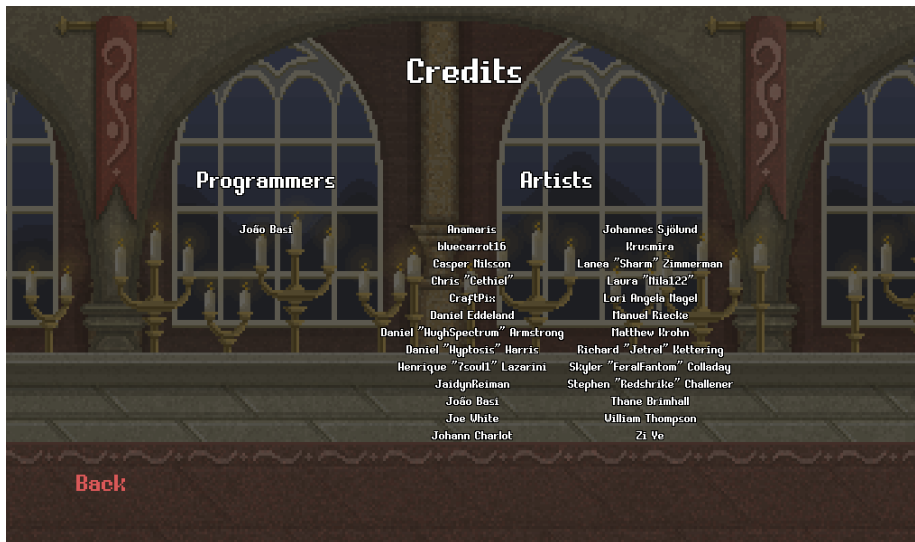 Credits
Programmers
João Basi
Artists
Anamaris
bluecarrot16
Casper Nilsson
Chris "Cethiel"
CraftPix
Daniel Eddeland
Daniel "HughSpectrum" Armstrong
Daniel "Hyptosis" Harris
Henrique "7soul1" Lazarini
JaidynReiman
João Basi
Joe White
Johann Charlot
Johannes Sjölund
Krusmira
Lanea "Sharm" Zimmerman
Laura "Nila122"
Lori Angela Nagel
Manuel Riecke
Matthew Krohn
Richard "Jetrel" Kettering
Skyler "FeralFantom" Colladay
Stephen "Redshrike" Challener
Thane Brimhall
William Thompson
Zi Ye
Back